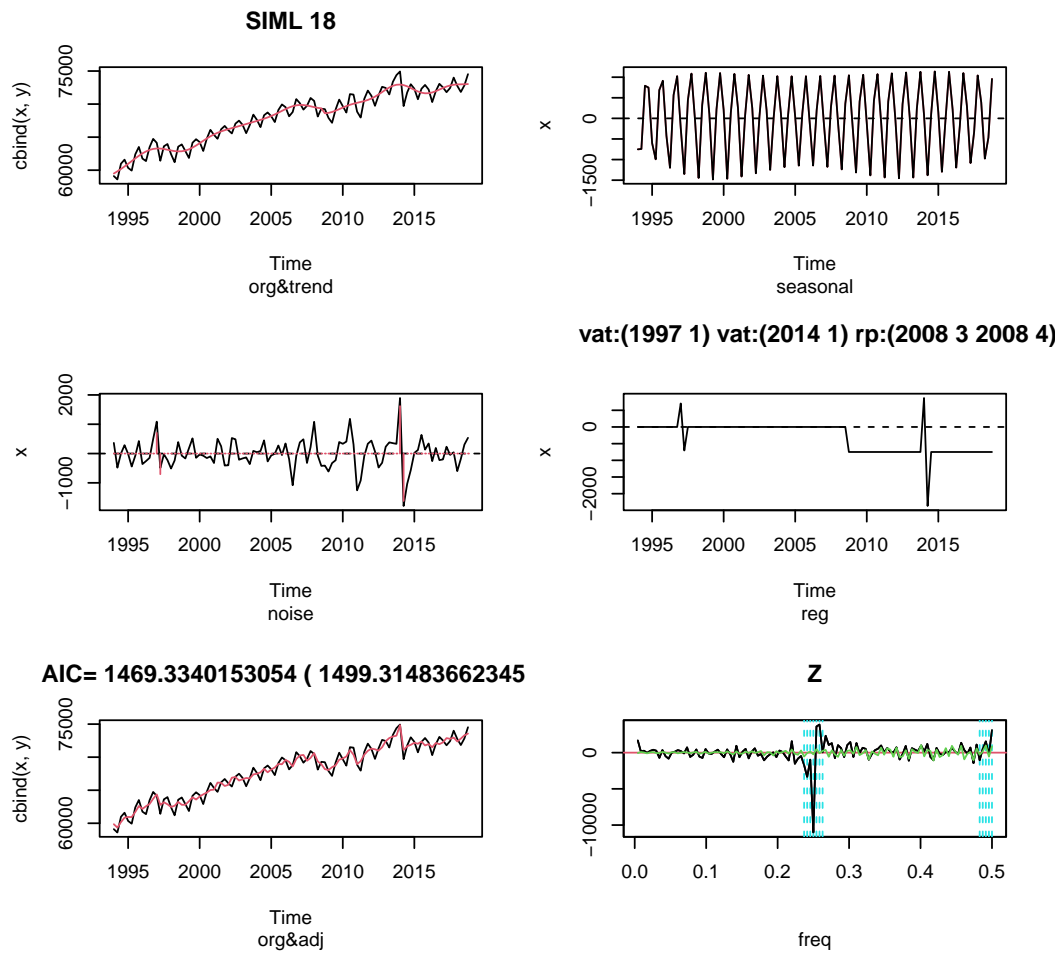 SIML 18
cbind(x, y)
60000 75000
1995 2000 2005 2010 2015
Time
org&trend
x
−1500 0
1995 2000 2005 2010 2015
Time
seasonal
x
−1000 2000
1995 2000 2005 2010 2015
Time
noise
vat:(1997 1) vat:(2014 1) rp:(2008 3 2008 4)
x
−2000 0
1995 2000 2005 2010 2015
Time
reg
AIC= 1469.3340153054 ( 1499.31483662345
cbind(x, y)
60000 75000
1995 2000 2005 2010 2015
Time
org&adj
Z
−10000 0
0.0 0.1 0.2 0.3 0.4 0.5
freq